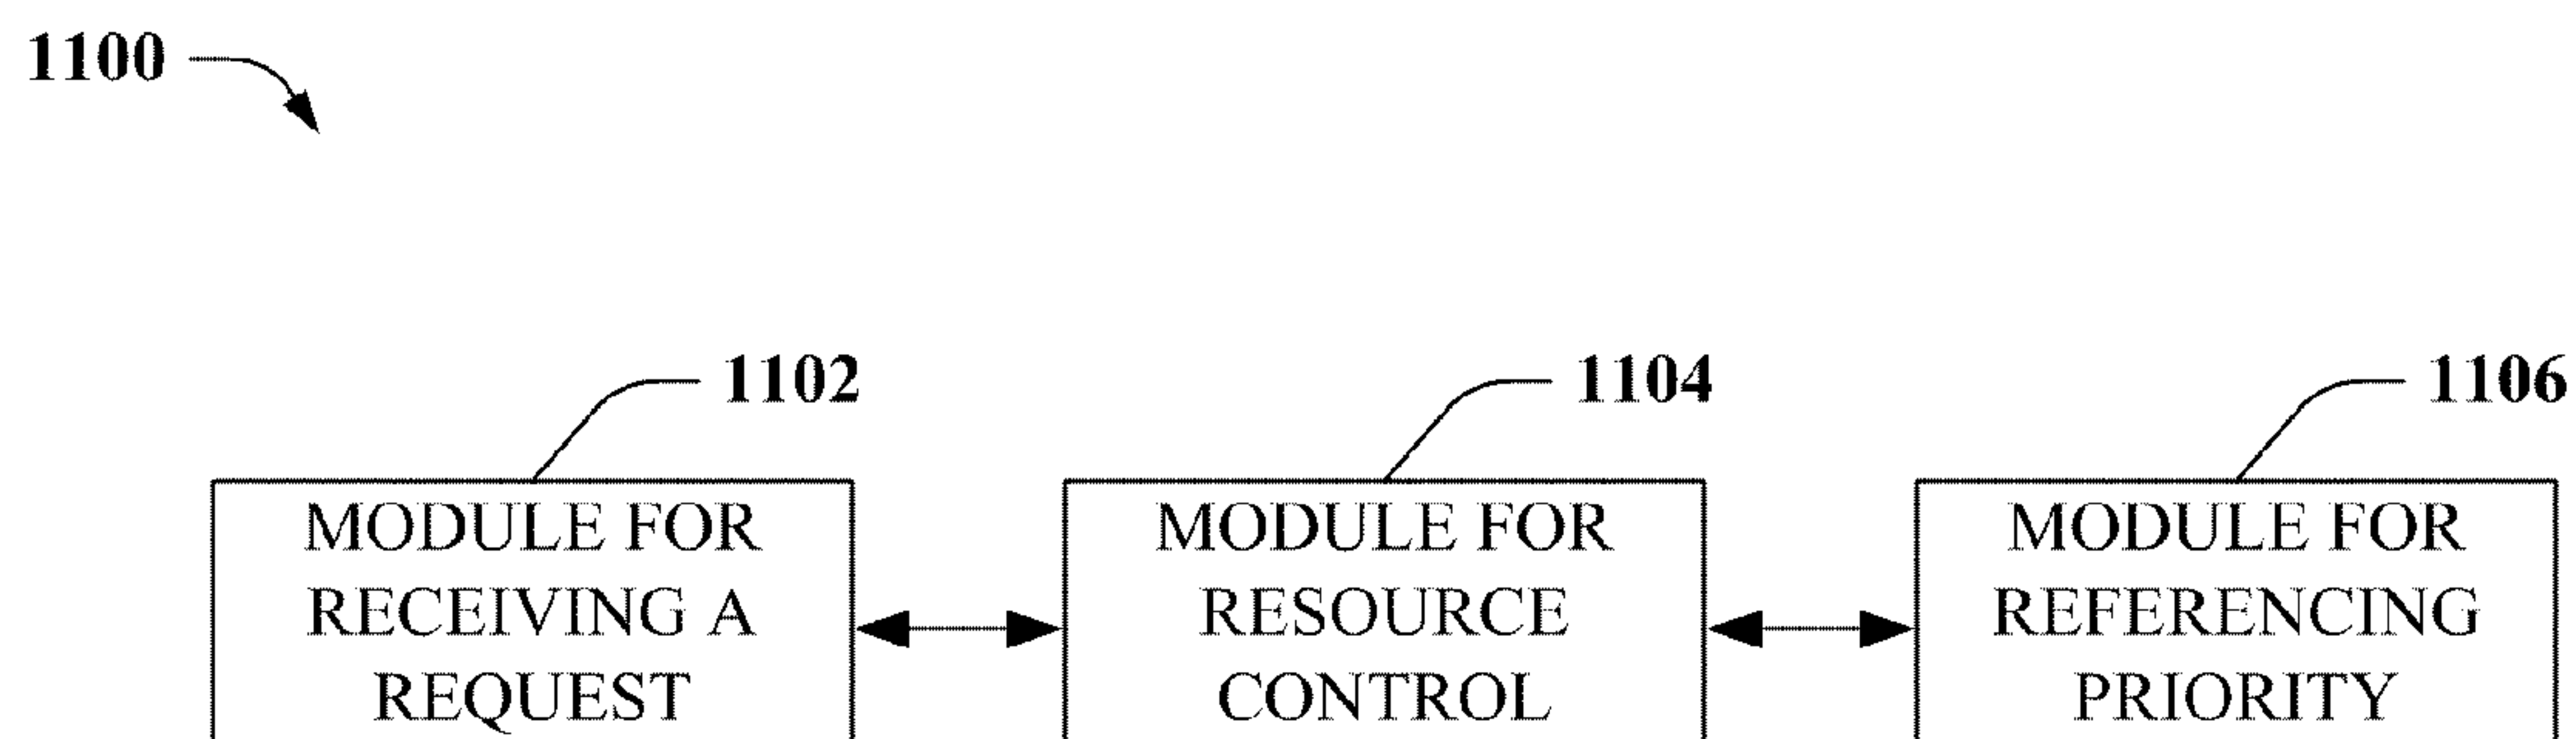 1100
1102
1104
1106
MODULE FOR
RECEIVING A
REQUEST
MODULE FOR
RESOURCE
CONTROL
MODULE FOR
REFERENCING
PRIORITY